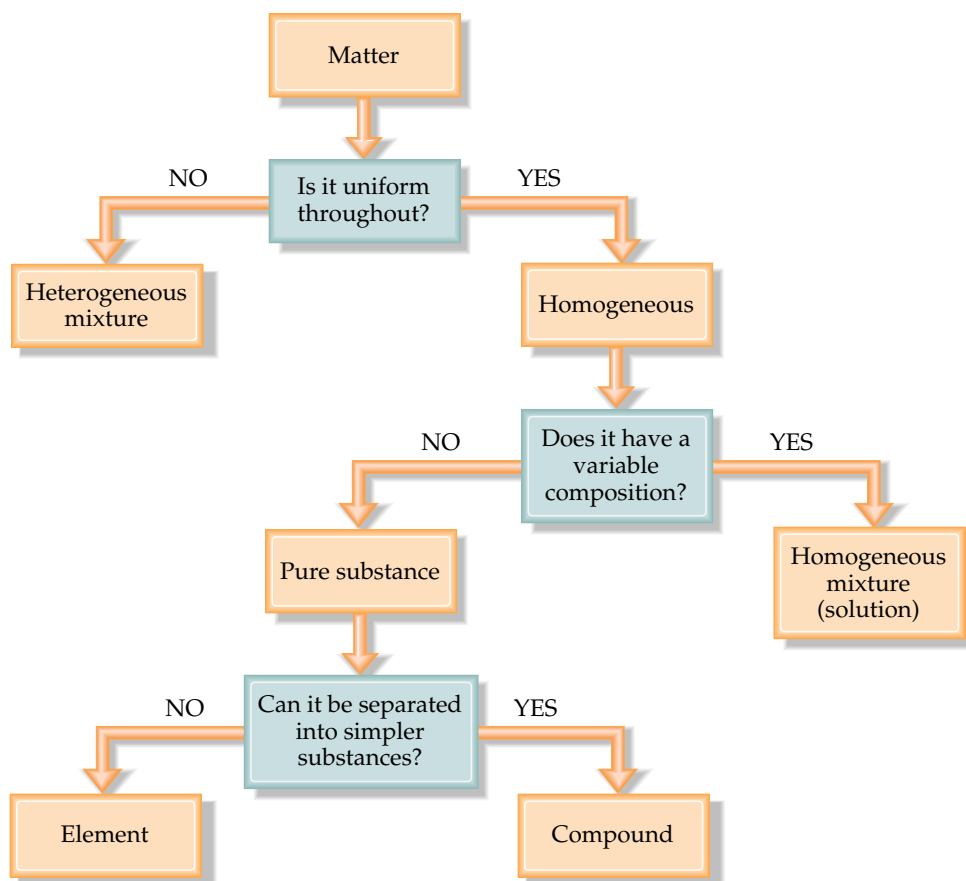 Matter
NO
Is it uniform
throughout?
YES
Heterogeneous
mixture
Homogeneous
NO
Does it have a
variable
composition?
YES
Pure substance
Homogeneous
mixture
(solution)
NO
Can it be separated
into simpler
substances?
YES
Element
Compound